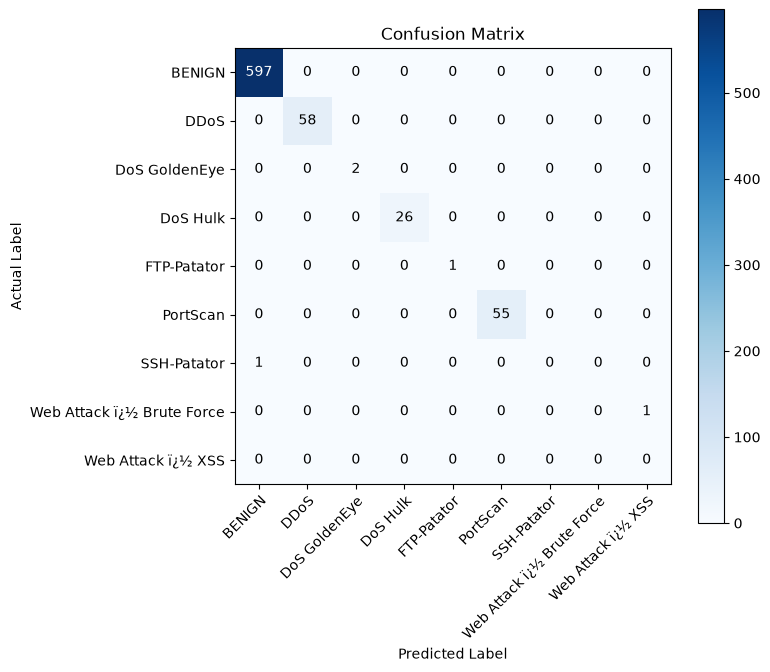 Confusion Matrix
BENIGN 597 0 0 0 0 0 0 0 0
DDoS 0 58 0 0 0 0 0 0 0
DoS GoldenEye 0 0 2 0 0 0 0 0 0
DoS Hulk 0 0 0 26 0 0 0 0 0
FTP-Patator 0 0 0 0 1 0 0 0 0
PortScan 0 0 0 0 0 55 0 0 0
SSH-Patator 1 0 0 0 0 0 0 0 0
Web Attack ï¿½ Brute Force 0 0 0 0 0 0 0 0 1
Web Attack ï¿½ XSS 0 0 0 0 0 0 0 0 0
Actual Label
BENIGN
DDoS
DoS GoldenEye
DoS Hulk
FTP-Patator
PortScan
SSH-Patator
Web Attack ï¿½ Brute Force
Web Attack ï¿½ XSS
Predicted Label
500
400
300
200
100
0